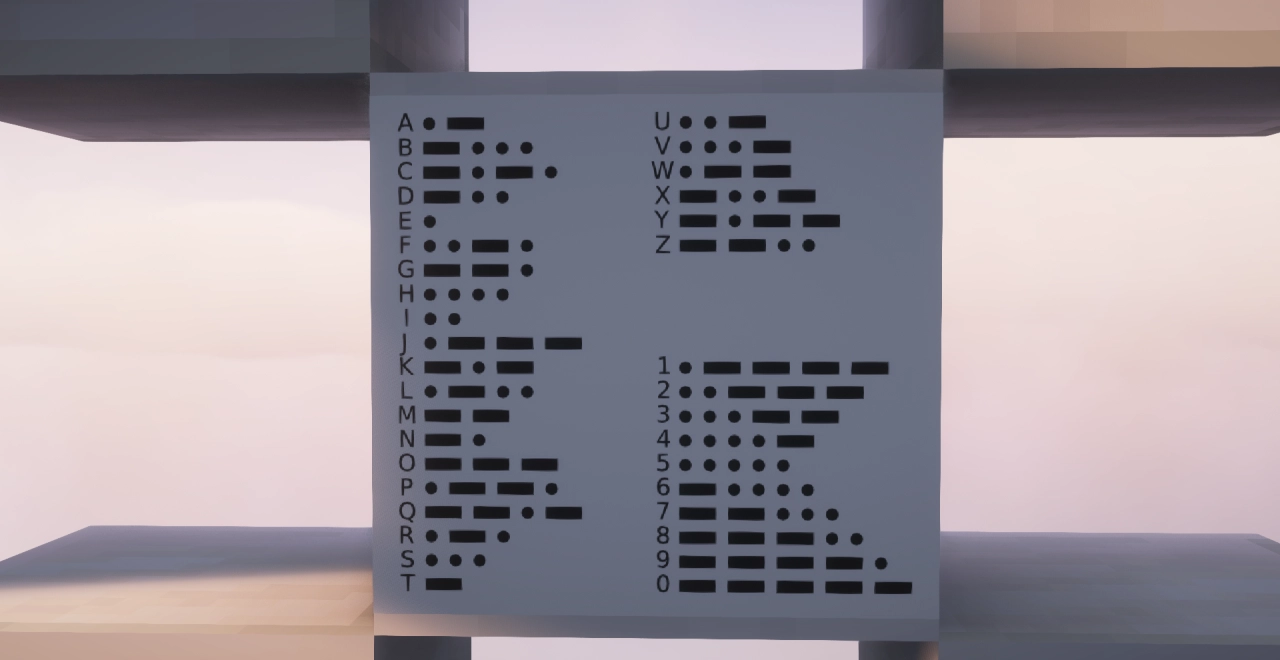 A • —
B — • • •
C — • — •
D — • •
E •
F • • — •
G — — •
H • • • •
I • •
J • — — —
K — • —
L • — • •
M — —
N — •
O — — —
P • — — •
Q — — • —
R • — •
S • • •
T —
U • • —
V • • • —
W • — —
X — • • —
Y — • — —
Z — — • •
1 • — — — —
2 • • — — —
3 • • • — —
4 • • • • —
5 • • • • •
6 — • • • •
7 — — • • •
8 — — — • •
9 — — — — •
0 — — — — —